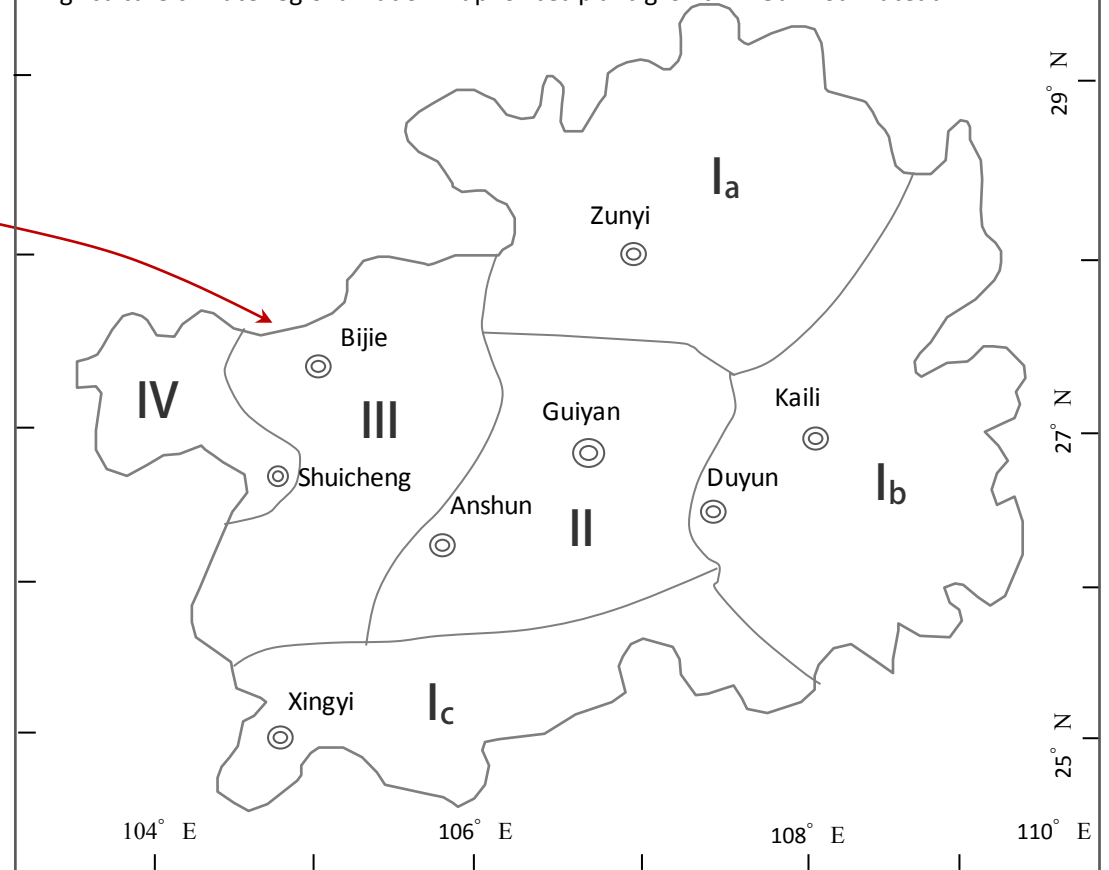 29° N
Ia
Zunyi
Bijie
IV
III
Kaili
Guiyan
27° N
Shuicheng
Duyun
Ib
Anshun
II
Xingyi
Ic
25° N
104° E
106° E
108° E
110° E